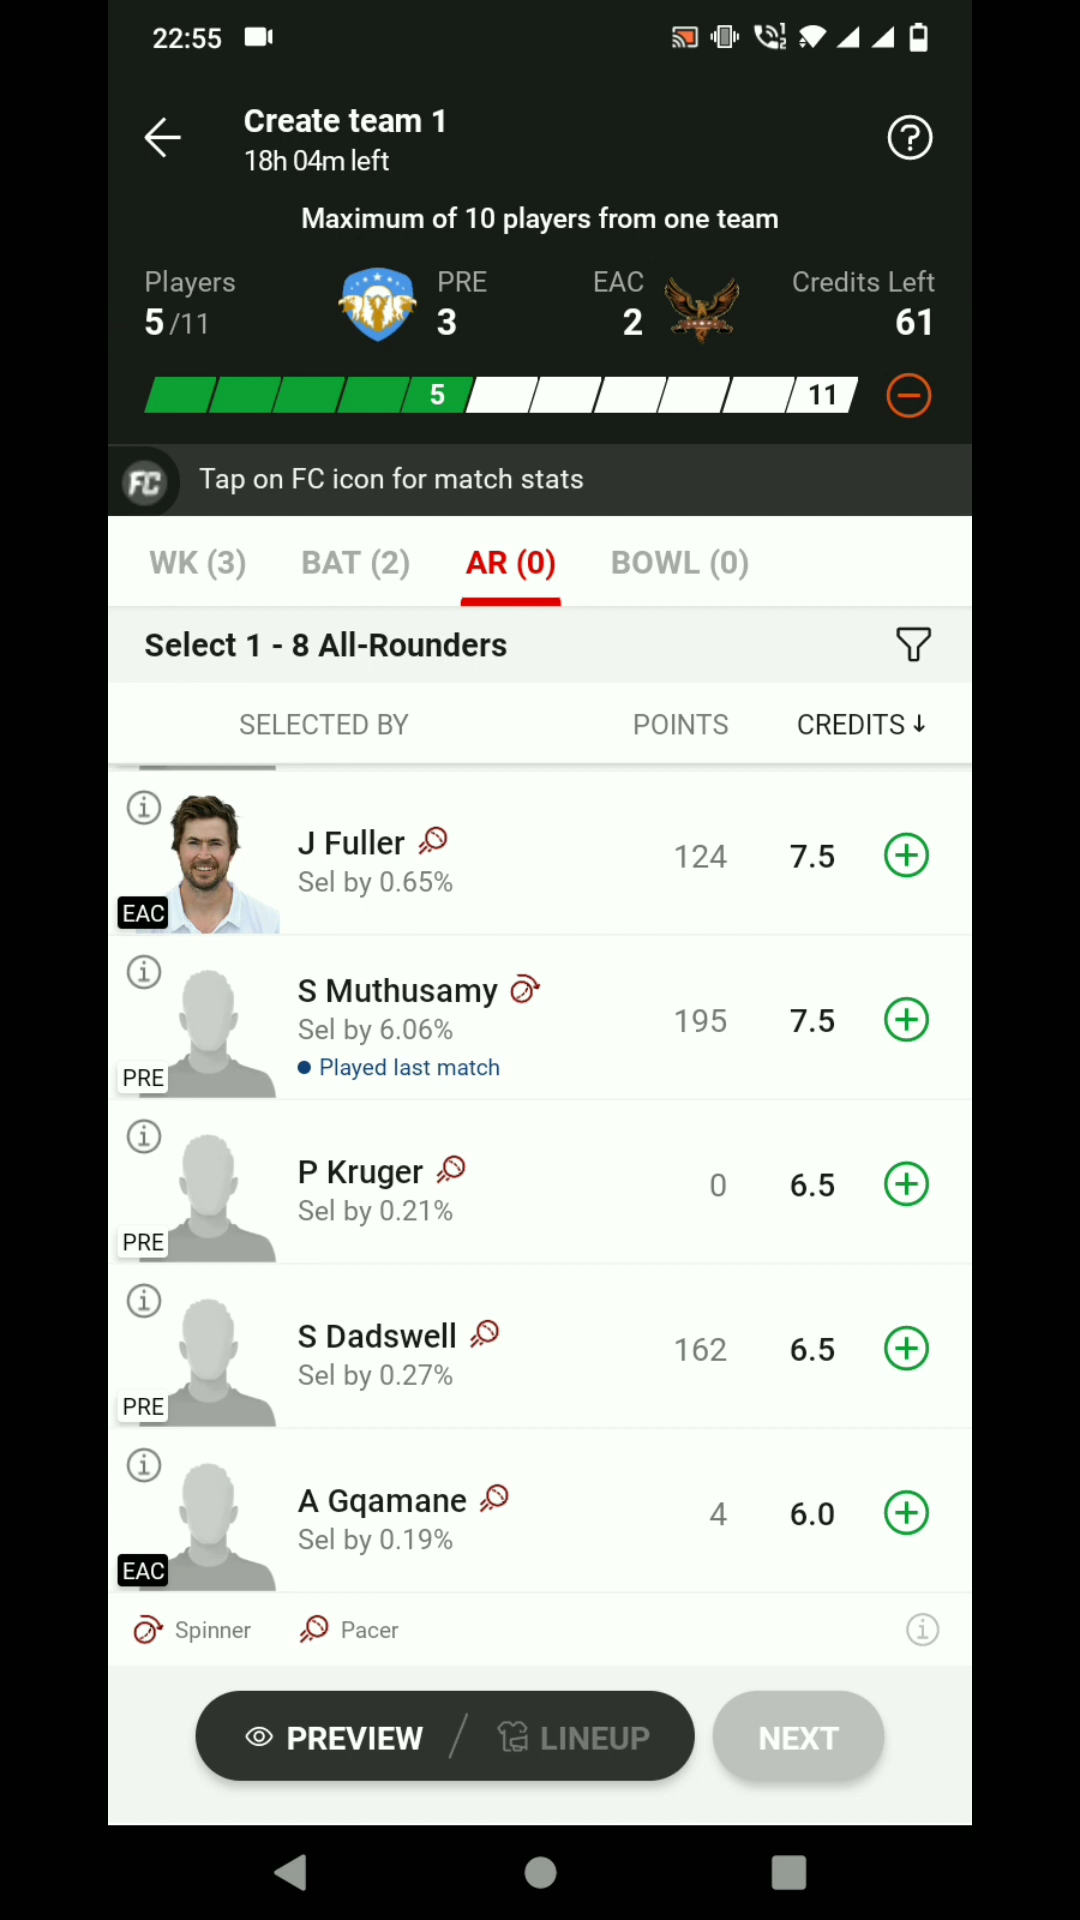 22:55
Create team 1
18h 04m left
Maximum of 10 players from one team
Players PRE EAC Credits Left
5 /11 3 2 61
5 11
FC Tap on FC icon for match stats
WK (3) BAT (2) AR (0) BOWL (0)
Select 1 - 8 All-Rounders
SELECTED BY POINTS CREDITS ↓
J Fuller
Sel by 0.65%
124 7.5
EAC
S Muthusamy
Sel by 6.06%
Played last match
195 7.5
PRE
P Kruger
Sel by 0.21%
0 6.5
PRE
S Dadswell
Sel by 0.27%
162 6.5
PRE
A Gqamane
Sel by 0.19%
4 6.0
EAC
Spinner Pacer
PREVIEW / LINEUP NEXT